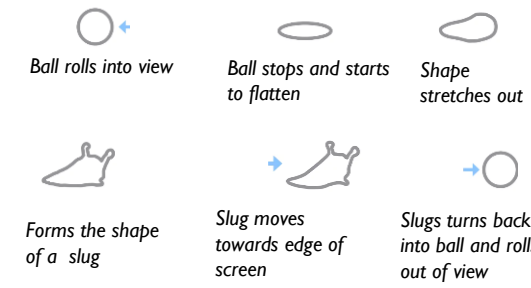 Ball rolls into view
Ball stops and starts
to flatten
Shape
stretches out
Forms the shape
of a slug
Slug moves
towards edge of
screen
Slugs turns back
into ball and roll
out of view